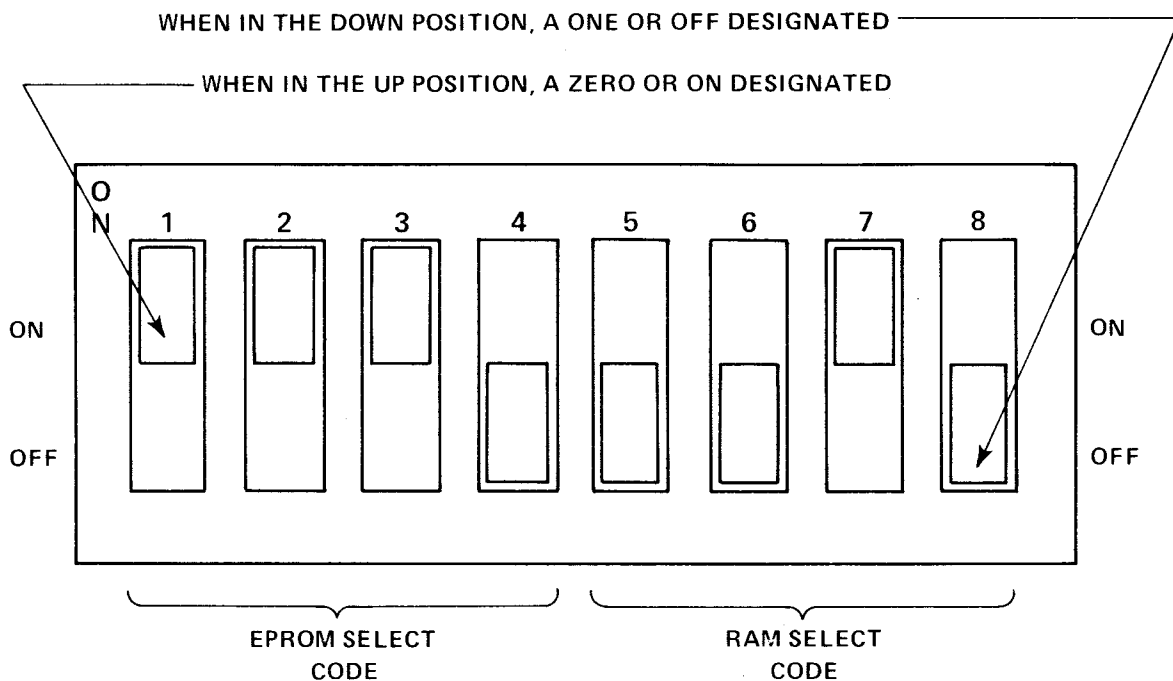 WHEN IN THE DOWN POSITION, A ONE OR OFF DESIGNATED
WHEN IN THE UP POSITION, A ZERO OR ON DESIGNATED
O
N
1 2 3 4 5 6 7 8
ON ON
OFF OFF
EPROM SELECT
CODE
RAM SELECT
CODE